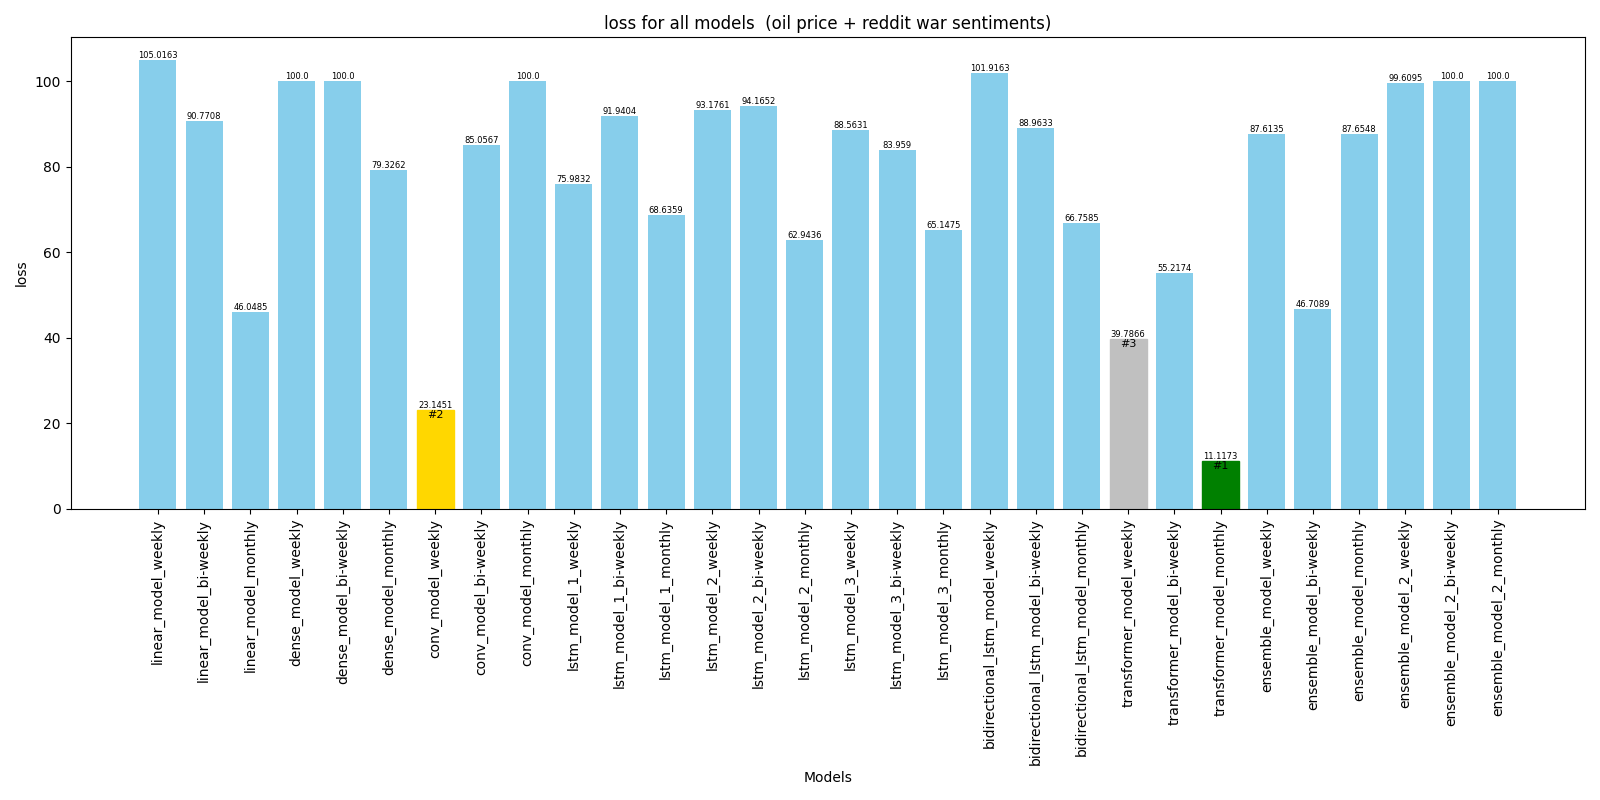 loss for all models  (oil price + reddit war sentiments)
loss
100
80
60
40
20
0
105.0163
90.7708
46.0485
100.0
100.0
79.3262
23.1451
#2
85.0567
100.0
75.9832
91.9404
68.6359
93.1761
94.1652
62.9436
88.5631
83.959
65.1475
101.9163
88.9633
66.7585
39.7866
#3
55.2174
11.1173
#1
87.6135
46.7089
87.6548
99.6095
100.0
100.0
linear_model_weekly
linear_model_bi-weekly
linear_model_monthly
dense_model_weekly
dense_model_bi-weekly
dense_model_monthly
conv_model_weekly
conv_model_bi-weekly
conv_model_monthly
lstm_model_1_weekly
lstm_model_1_bi-weekly
lstm_model_1_monthly
lstm_model_2_weekly
lstm_model_2_bi-weekly
lstm_model_2_monthly
lstm_model_3_weekly
lstm_model_3_bi-weekly
lstm_model_3_monthly
bidirectional_lstm_model_weekly
bidirectional_lstm_model_bi-weekly
bidirectional_lstm_model_monthly
transformer_model_weekly
transformer_model_bi-weekly
transformer_model_monthly
ensemble_model_weekly
ensemble_model_bi-weekly
ensemble_model_monthly
ensemble_model_2_weekly
ensemble_model_2_bi-weekly
ensemble_model_2_monthly
Models